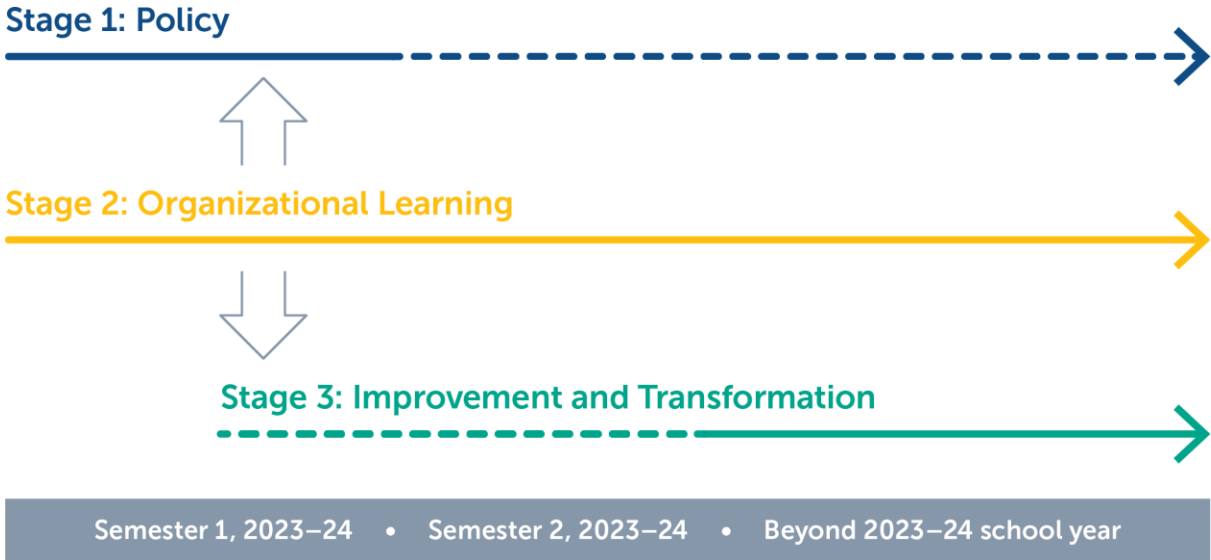 Stage 1: Policy
Stage 2: Organizational Learning
Stage 3: Improvement and Transformation
Semester 1, 2023–24 • Semester 2, 2023–24 • Beyond 2023–24 school year